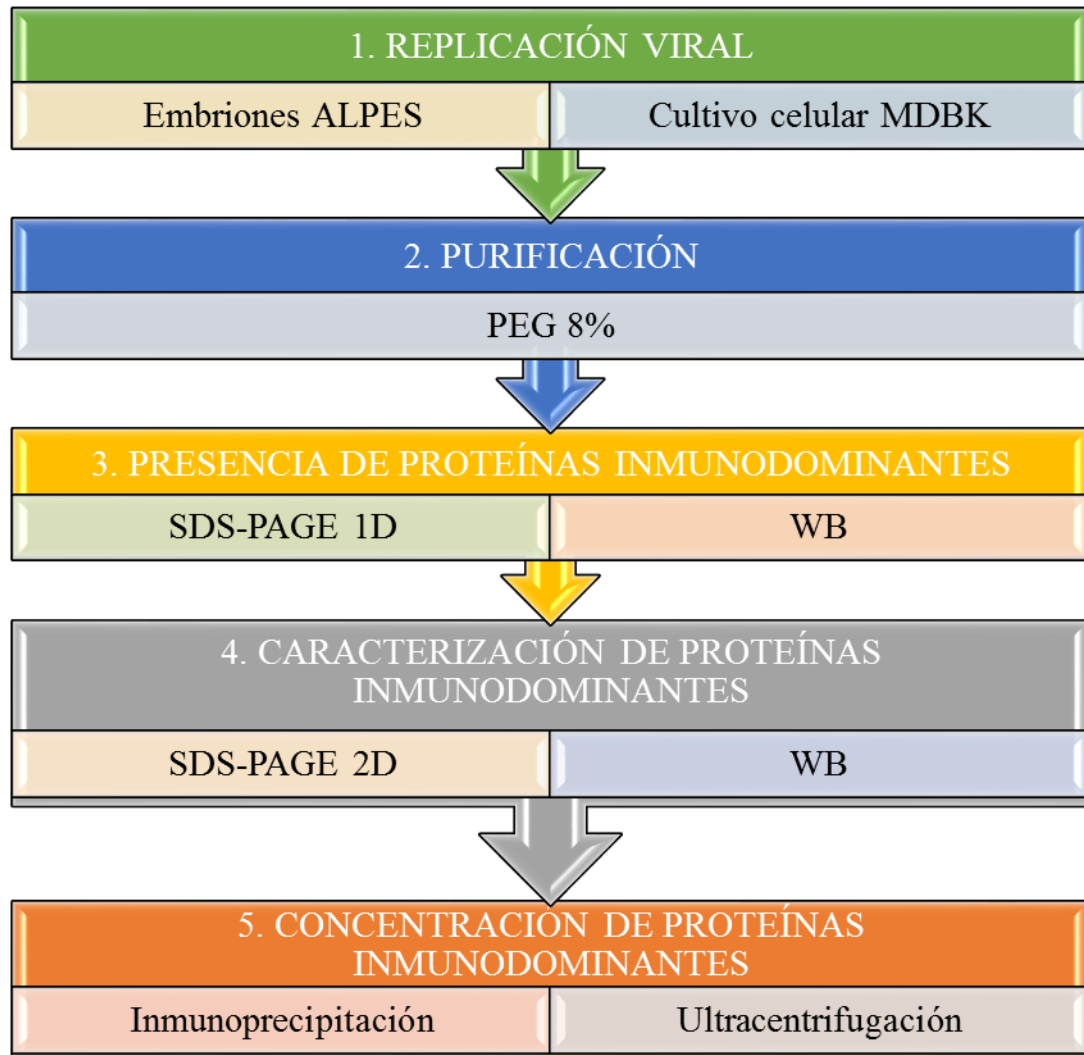 1. REPLICACIÓN VIRAL
Embriones ALPES
Cultivo celular MDBK
2. PURIFICACIÓN
PEG 8%
3. PRESENCIA DE PROTEÍNAS INMUNODOMINANTES
SDS-PAGE 1D
WB
4. CARACTERIZACIÓN DE PROTEÍNAS
INMUNODOMINANTES
SDS-PAGE 2D
WB
5. CONCENTRACIÓN DE PROTEÍNAS
INMUNODOMINANTES
Inmunoprecipitación
Ultracentrifugación